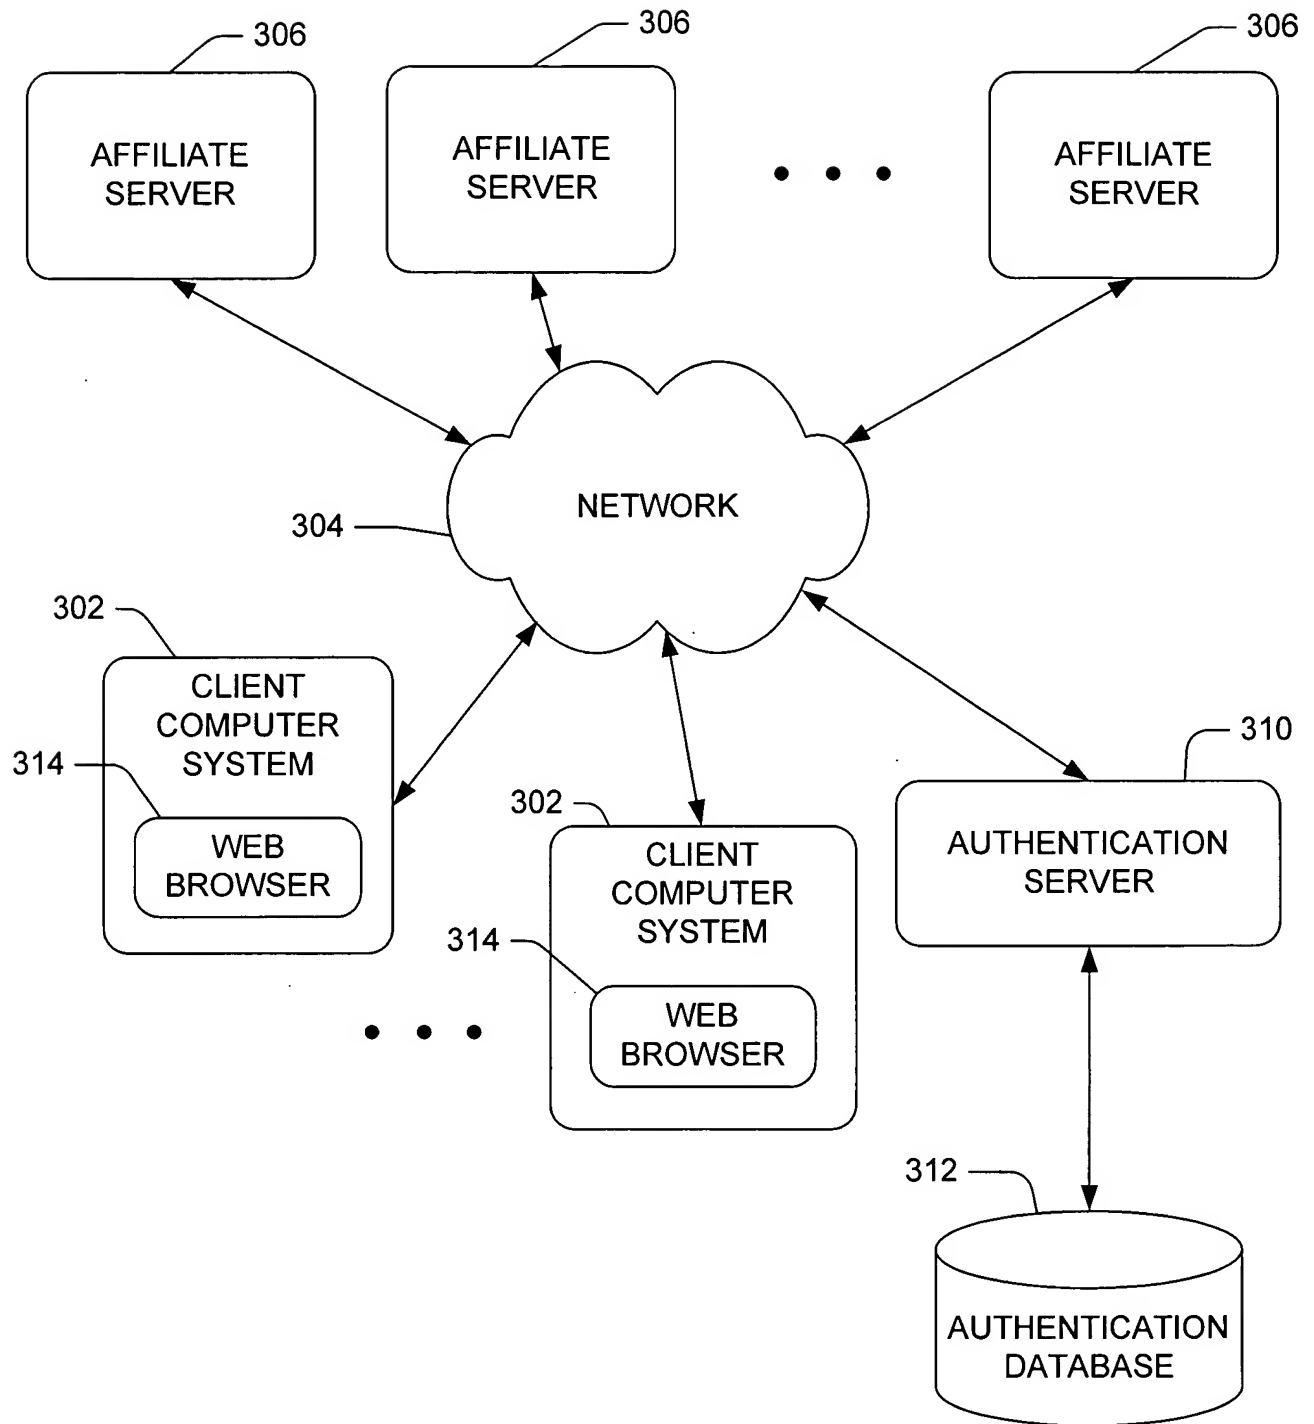 306
306
306
AFFILIATE
SERVER
AFFILIATE
SERVER
AFFILIATE
SERVER
NETWORK
304
302
CLIENT
COMPUTER
SYSTEM
314
WEB
BROWSER
302
CLIENT
COMPUTER
SYSTEM
314
WEB
BROWSER
310
AUTHENTICATION
SERVER
312
AUTHENTICATION
DATABASE